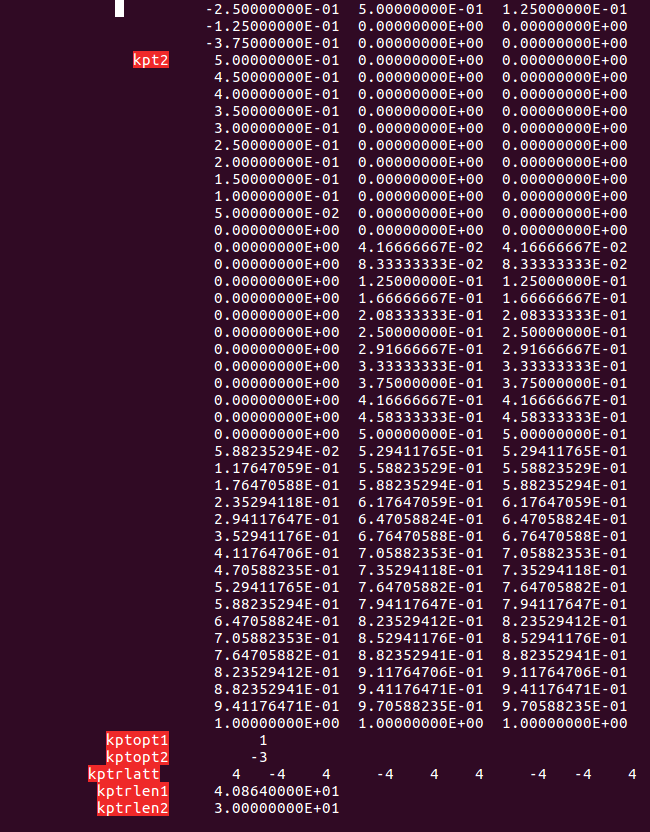 -2.50000000E-01 5.00000000E-01 1.25000000E-01
-1.25000000E-01 0.00000000E+00 0.00000000E+00
-3.75000000E-01 0.00000000E+00 0.00000000E+00
kpt2 5.00000000E-01 0.00000000E+00 0.00000000E+00
4.50000000E-01 0.00000000E+00 0.00000000E+00
4.00000000E-01 0.00000000E+00 0.00000000E+00
3.50000000E-01 0.00000000E+00 0.00000000E+00
3.00000000E-01 0.00000000E+00 0.00000000E+00
2.50000000E-01 0.00000000E+00 0.00000000E+00
2.00000000E-01 0.00000000E+00 0.00000000E+00
1.50000000E-01 0.00000000E+00 0.00000000E+00
1.00000000E-01 0.00000000E+00 0.00000000E+00
5.00000000E-02 0.00000000E+00 0.00000000E+00
0.00000000E+00 0.00000000E+00 0.00000000E+00
0.00000000E+00 4.16666667E-02 4.16666667E-02
0.00000000E+00 8.33333333E-02 8.33333333E-02
0.00000000E+00 1.25000000E-01 1.25000000E-01
0.00000000E+00 1.66666667E-01 1.66666667E-01
0.00000000E+00 2.08333333E-01 2.08333333E-01
0.00000000E+00 2.50000000E-01 2.50000000E-01
0.00000000E+00 2.91666667E-01 2.91666667E-01
0.00000000E+00 3.33333333E-01 3.33333333E-01
0.00000000E+00 3.75000000E-01 3.75000000E-01
0.00000000E+00 4.16666667E-01 4.16666667E-01
0.00000000E+00 4.58333333E-01 4.58333333E-01
0.00000000E+00 5.00000000E-01 5.00000000E-01
5.88235294E-02 5.29411765E-01 5.29411765E-01
1.17647059E-01 5.58823529E-01 5.58823529E-01
1.76470588E-01 5.88235294E-01 5.88235294E-01
2.35294118E-01 6.17647059E-01 6.17647059E-01
2.94117647E-01 6.47058824E-01 6.47058824E-01
3.52941176E-01 6.76470588E-01 6.76470588E-01
4.11764706E-01 7.05882353E-01 7.05882353E-01
4.70588235E-01 7.35294118E-01 7.35294118E-01
5.29411765E-01 7.64705882E-01 7.64705882E-01
5.88235294E-01 7.94117647E-01 7.94117647E-01
6.47058824E-01 8.23529412E-01 8.23529412E-01
7.05882353E-01 8.52941176E-01 8.52941176E-01
7.64705882E-01 8.82352941E-01 8.82352941E-01
8.23529412E-01 9.11764706E-01 9.11764706E-01
8.82352941E-01 9.41176471E-01 9.41176471E-01
9.41176471E-01 9.70588235E-01 9.70588235E-01
1.00000000E+00 1.00000000E+00 1.00000000E+00
kptopt1 1
kptopt2 -3
kptrlatt 4 -4 4 -4 4 4 -4 -4 4
kptrlen1 4.08640000E+01
kptrlen2 3.00000000E+01